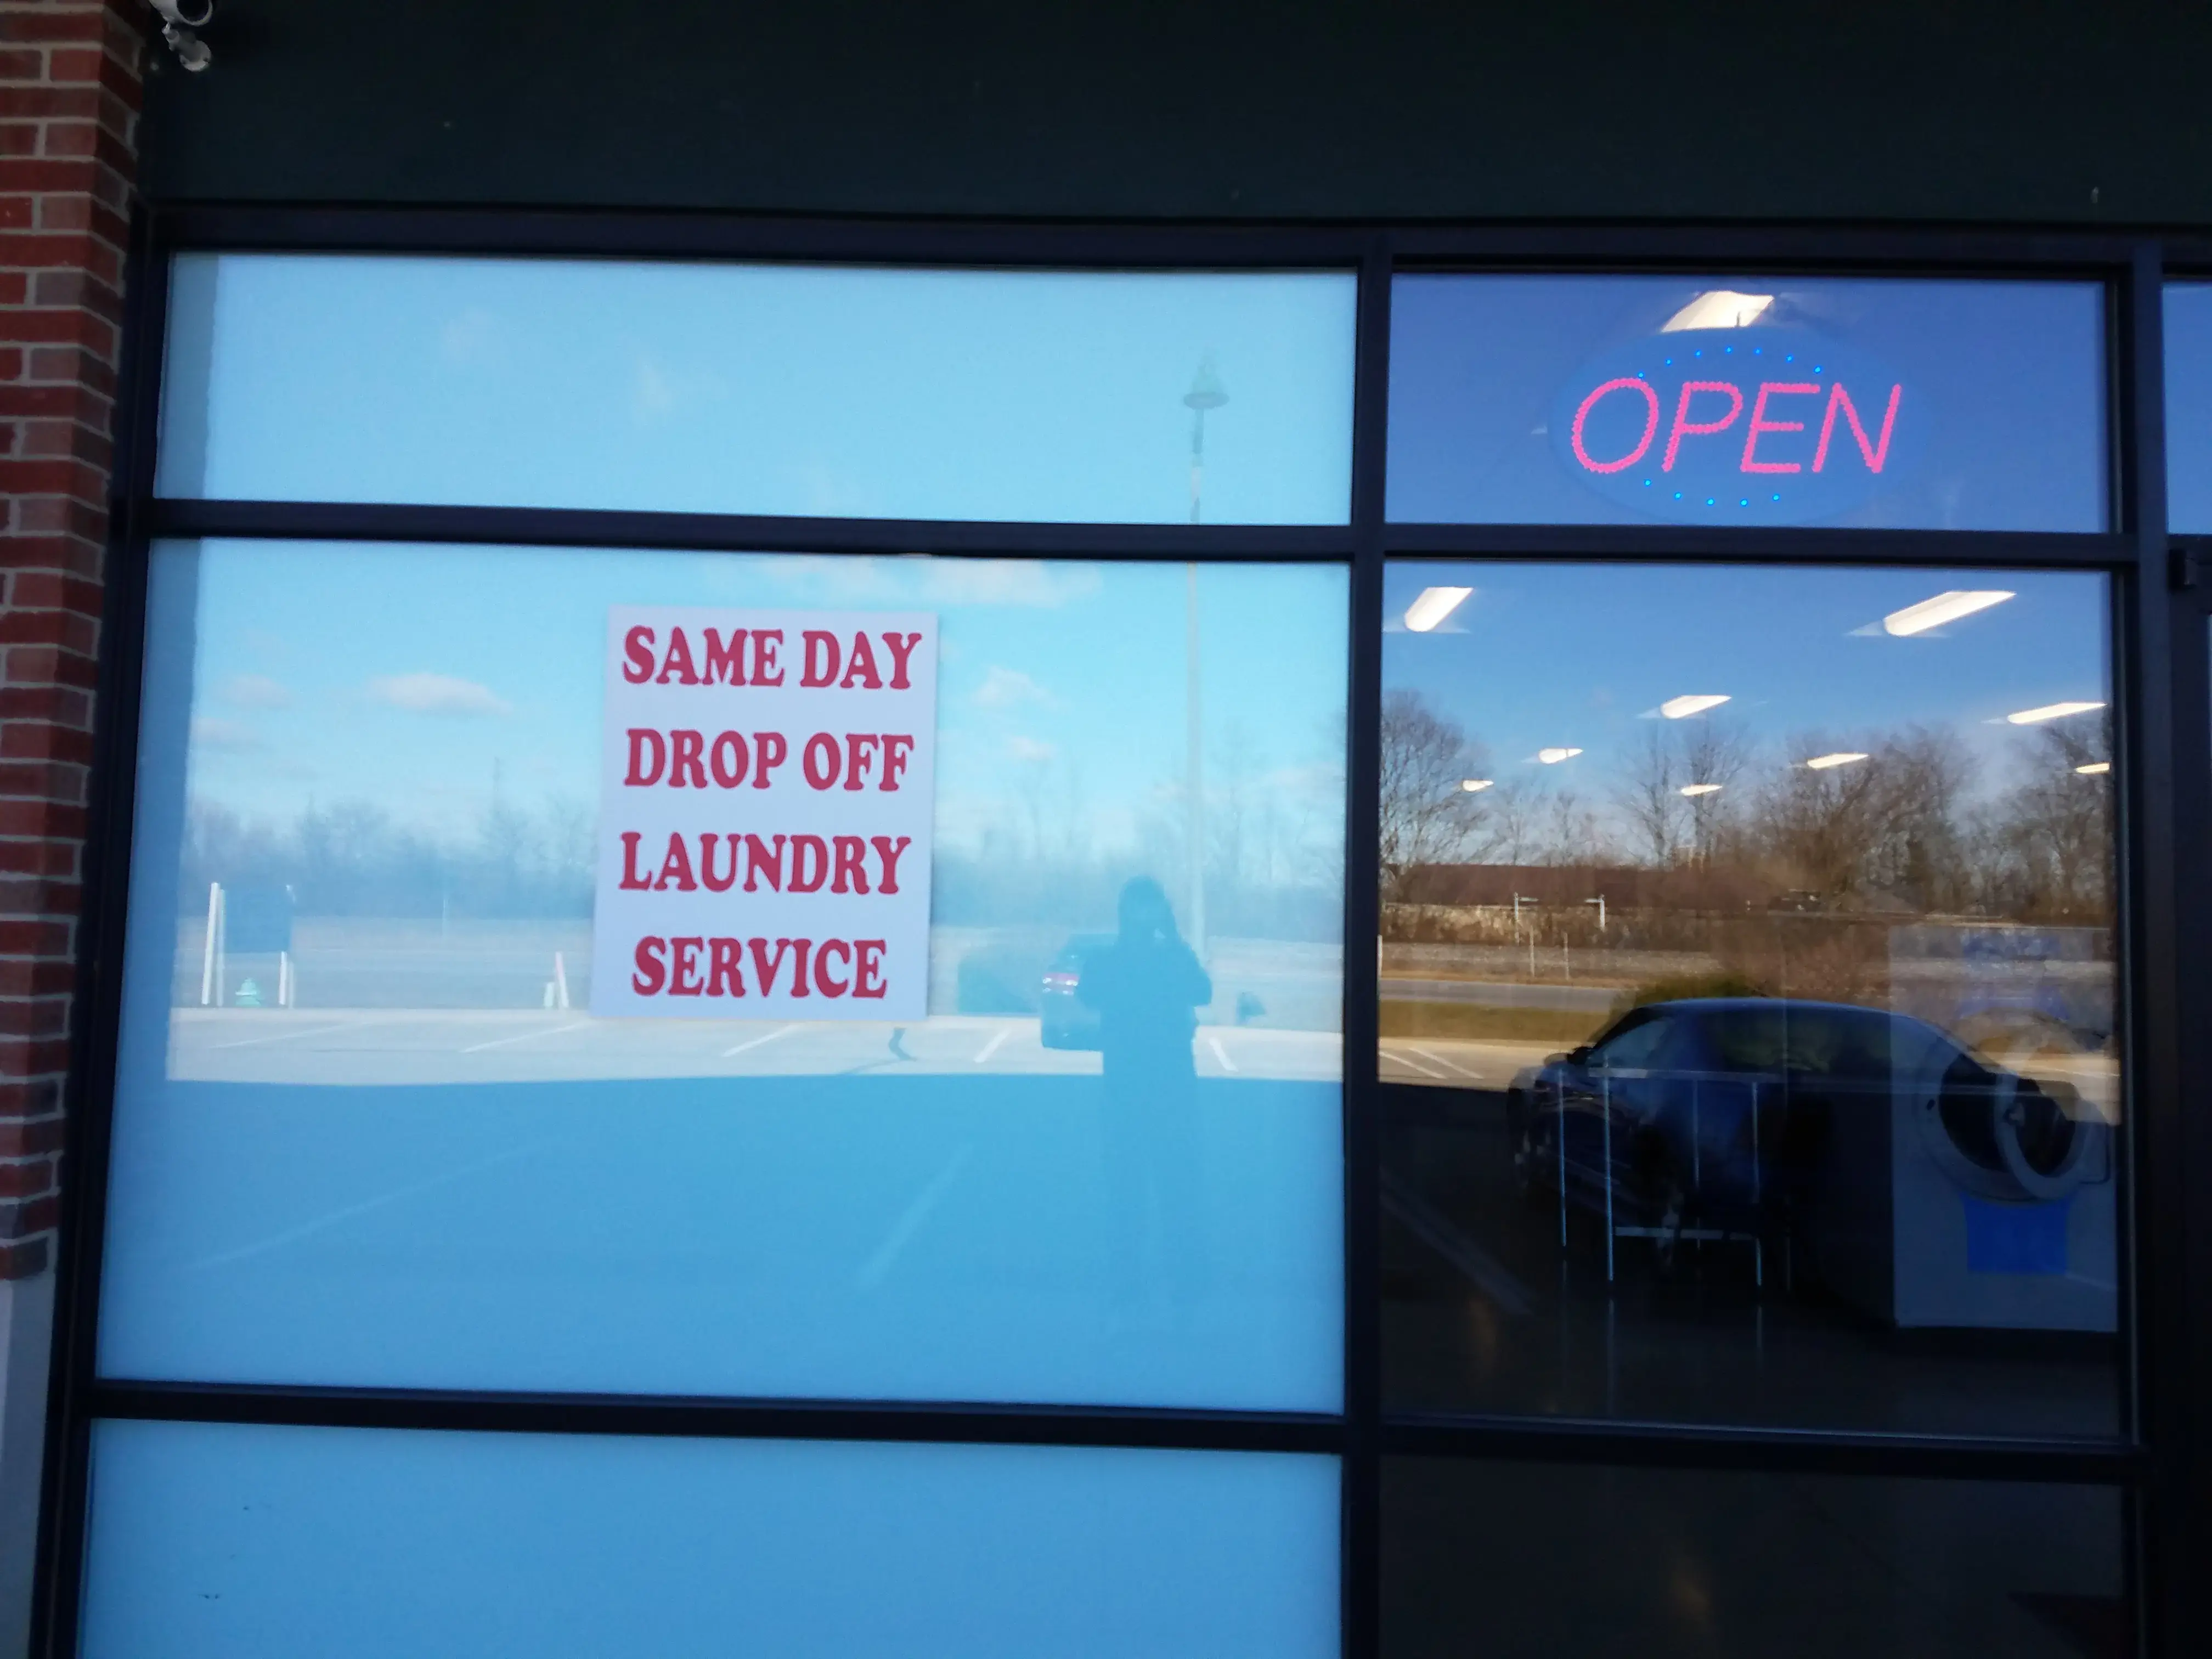 OPEN
SAME DAY
DROP OFF
LAUNDRY
SERVICE